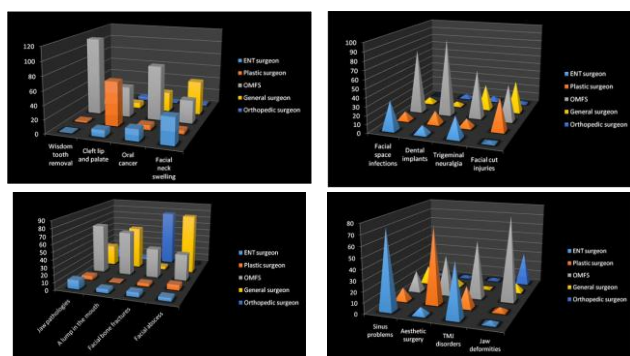 120
100
80
60
40
20
0
Wisdom
tooth
removal
Cleft lip
and palate
Oral
cancer
Facial
neck
swelling
ENT surgeon
Plastic surgeon
OMFS
General surgeon
Orthopedic surgeon
100
90
80
70
60
50
40
30
20
10
0
Facial
space
infections
Dental
implants
Trigeminal
neuralgia
Facial cut
injuries
ENT surgeon
Plastic surgeon
OMFS
General surgeon
Orthopedic surgeon
90
80
70
60
50
40
30
20
10
0
Jaw pathologies
A lump in the mouth
Facial bone fractures
Facial abscess
ENT surgeon
Plastic surgeon
OMFS
General surgeon
Orthopedic surgeon
80
70
60
50
40
30
20
10
0
Sinus
problems
Aesthetic
surgery
TMJ
disorders
Jaw
deformities
ENT surgeon
Plastic surgeon
OMFS
General surgeon
Orthopedic surgeon